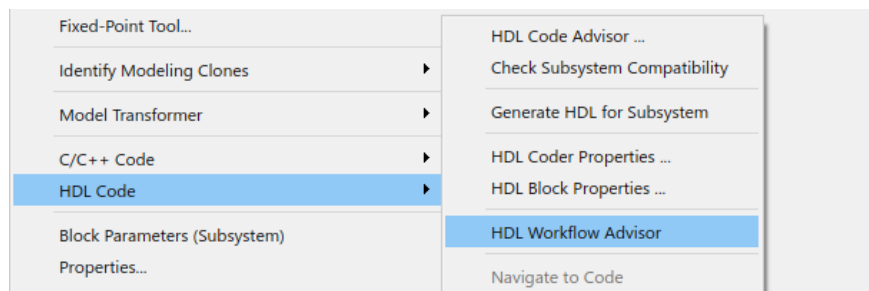 Fixed-Point Tool...
Identify Modeling Clones
Model Transformer
C/C++ Code
HDL Code
Block Parameters (Subsystem)
Properties...
HDL Code Advisor ...
Check Subsystem Compatibility
Generate HDL for Subsystem
HDL Coder Properties ...
HDL Block Properties ...
HDL Workflow Advisor
Navigate to Code